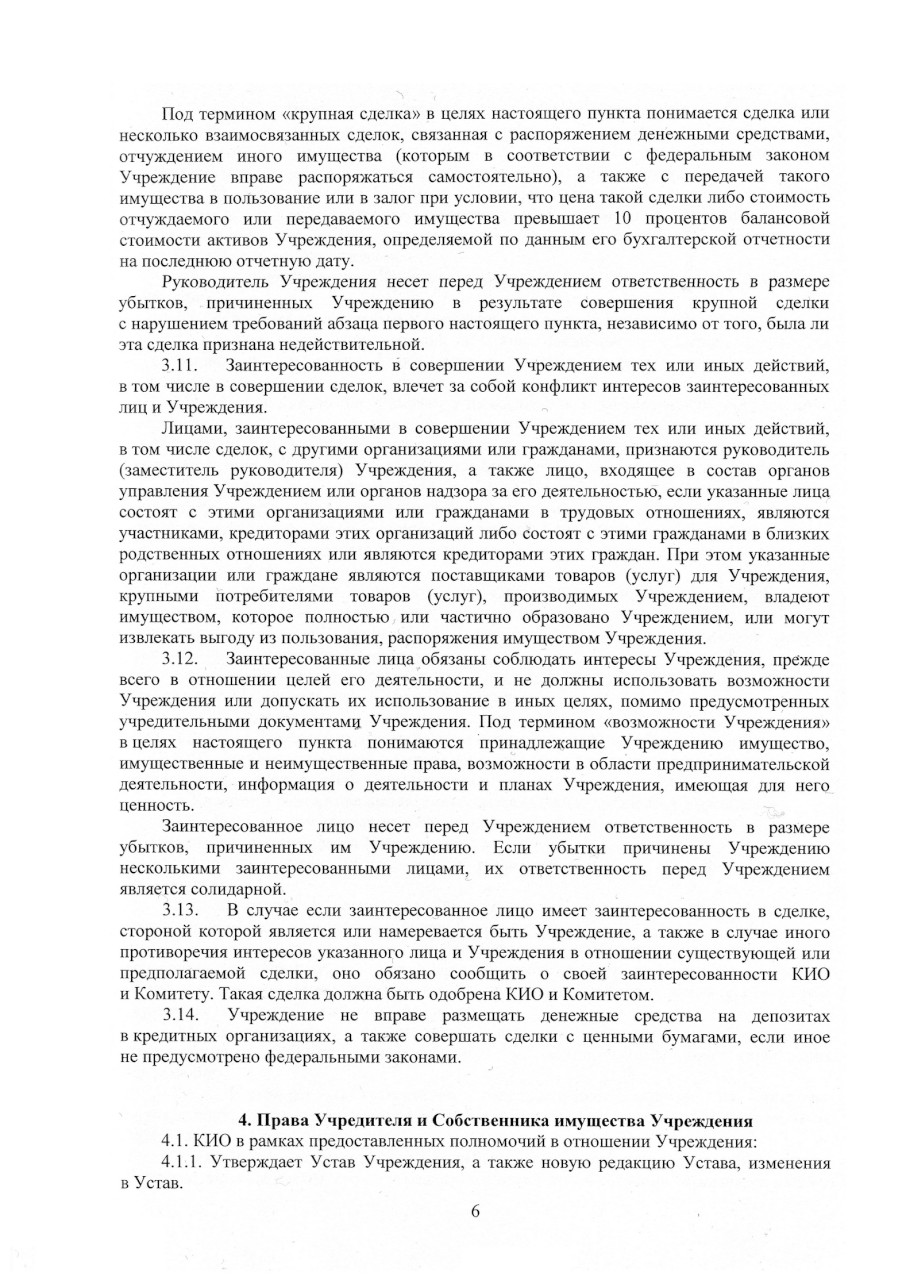 Под термином «крупная сделка» в целях настоящего пункта понимается сделка или
несколько взаимосвязанных сделок, связанная с распоряжением денежными средствами,
отчуждением иного имущества (которым в соответствии с федеральным законом
Учреждение вправе распоряжаться самостоятельно), а также с передачей такого
имущества в пользование или в залог при условии, что цена такой сделки либо стоимость
отчуждаемого или передаваемого имущества превышает 10 процентов балансовой
стоимости активов Учреждения, определяемой по данным его бухгалтерской отчетности
на последнюю отчетную дату.
Руководитель Учреждения несет перед Учреждением ответственность в размере
убытков, причиненных Учреждению в результате совершения крупной сделки
с нарушением требований абзаца первого настоящего пункта, независимо от того, была ли
эта сделка признана недействительной.
3.11. Заинтересованность в совершении Учреждением тех или иных действий,
в том числе в совершении сделок, влечет за собой конфликт интересов заинтересованных
лиц и Учреждения.
Лицами, заинтересованными в совершении Учреждением тех или иных действий,
в том числе сделок, с другими организациями или гражданами, признаются руководитель
(заместитель руководителя) Учреждения, а также лицо, входящее в состав органов
управления Учреждением или органов надзора за его деятельностью, если указанные лица
состоят с этими организациями или гражданами в трудовых отношениях, являются
участниками, кредиторами этих организаций либо состоят с этими гражданами в близких
родственных отношениях или являются кредиторами этих граждан. При этом указанные
организации или граждане являются поставщиками товаров (услуг) для Учреждения,
крупными потребителями товаров (услуг), производимых Учреждением, владеют
имуществом, которое полностью или частично образовано Учреждением, или могут
извлекать выгоду из пользования, распоряжения имуществом Учреждения.
3.12. Заинтересованные лица обязаны соблюдать интересы Учреждения, прежде
всего в отношении целей его деятельности, и не должны использовать возможности
Учреждения или допускать их использование в иных целях, помимо предусмотренных
учредительными документами Учреждения. Под термином «возможности Учреждения»
в целях настоящего пункта понимаются принадлежащие Учреждению имущество,
имущественные и неимущественные права, возможности в области предпринимательской
деятельности, информация о деятельности и планах Учреждения, имеющая для него
ценность.
Заинтересованное лицо несет перед Учреждением ответственность в размере
убытков, причиненных им Учреждению. Если убытки причинены Учреждению
несколькими заинтересованными лицами, их ответственность перед Учреждением
является солидарной.
3.13. В случае если заинтересованное лицо имеет заинтересованность в сделке,
стороной которой является или намеревается быть Учреждение, а также в случае иного
противоречия интересов указанного лица и Учреждения в отношении существующей или
предполагаемой сделки, оно обязано сообщить о своей заинтересованности КИО
и Комитету. Такая сделка должна быть одобрена КИО и Комитетом.
3.14. Учреждение не вправе размещать денежные средства на депозитах
в кредитных организациях, а также совершать сделки с ценными бумагами, если иное
не предусмотрено федеральными законами.
4. Права Учредителя и Собственника имущества Учреждения
4.1. КИО в рамках предоставленных полномочий в отношении Учреждения:
4.1.1. Утверждает Устав Учреждения, а также новую редакцию Устава, изменения
в Устав.
6